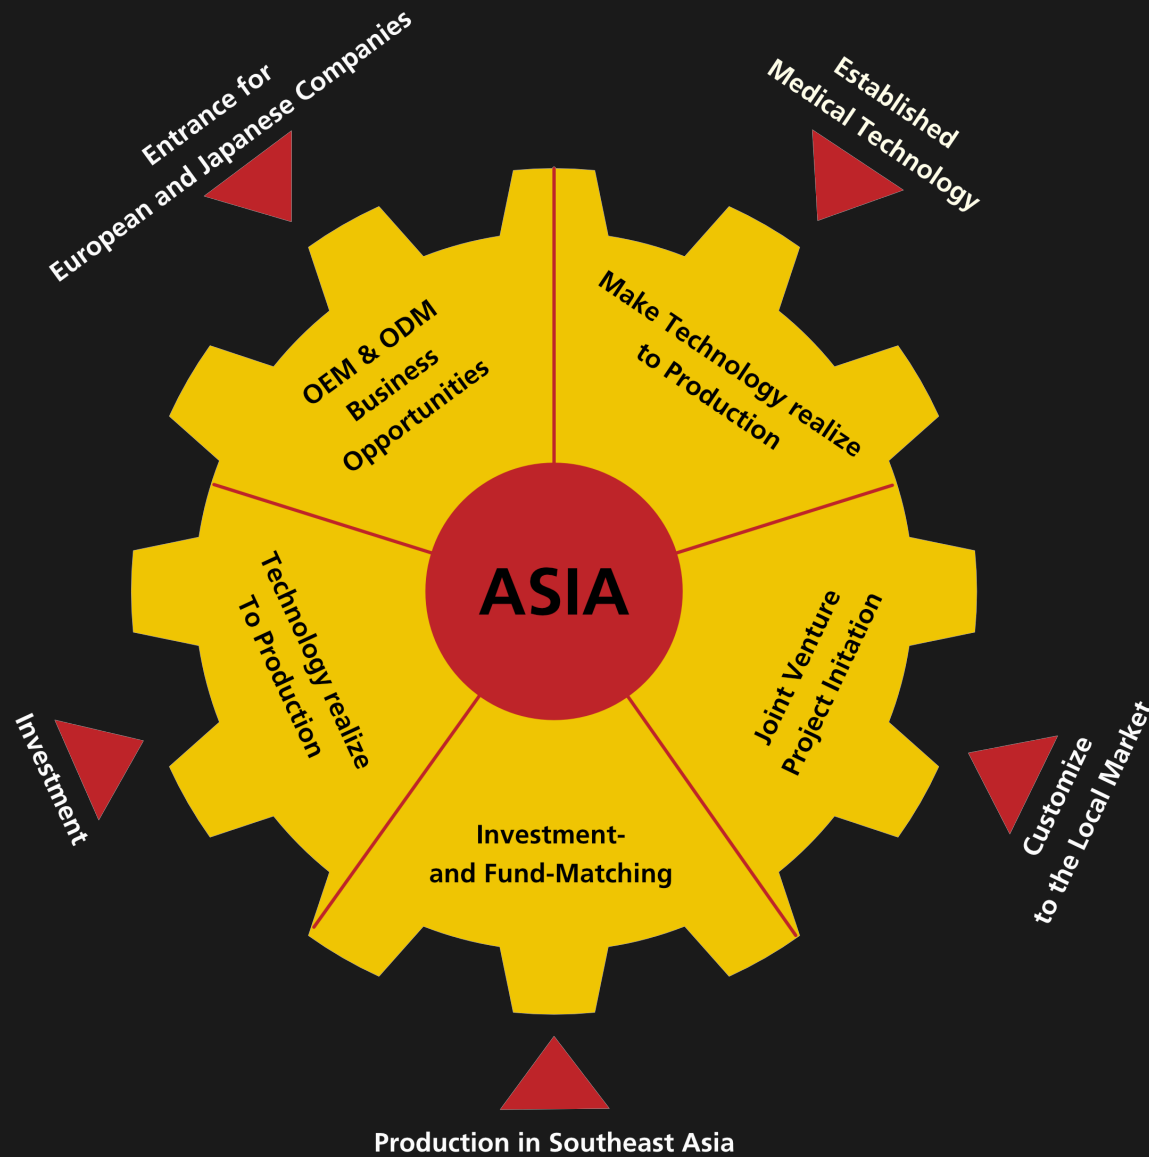 Entrance for
European and Japanese Companies
Established
Medical Technology
OEM & ODM
Business
Opportunities
Make Technology realize
to Production
ASIA
Technology realize
To Production
Joint Venture
Project Initation
Investment
Customize
to the Local Market
Investment-
and Fund-Matching
Production in Southeast Asia